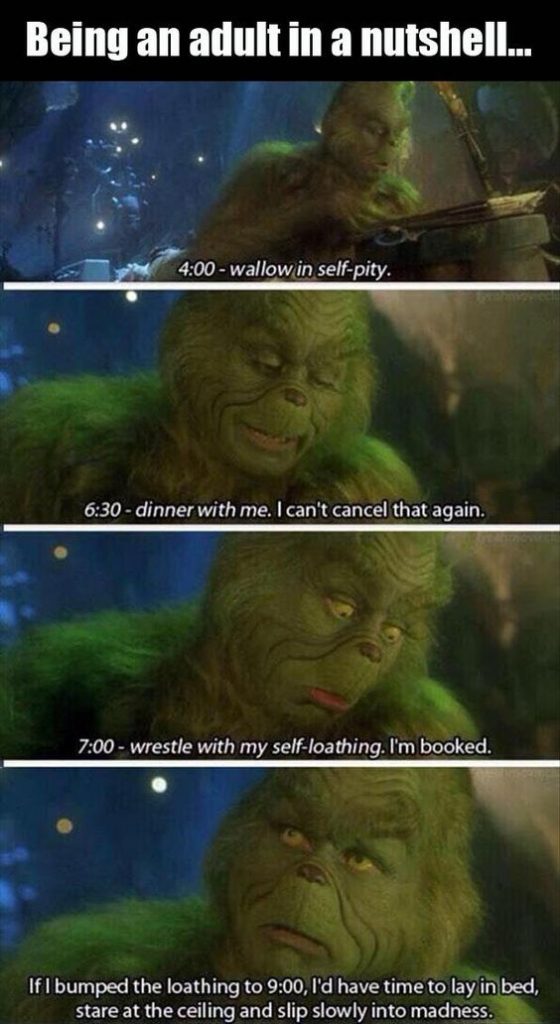 Being an adult in a nutshell...
4:00 - wallow in self-pity.
6:30 - dinner with me. I can't cancel that again.
7:00 - wrestle with my self-loathing. I'm booked.
If I bumped the loathing to 9:00, I'd have time to lay in bed,
stare at the ceiling and slip slowly into madness.